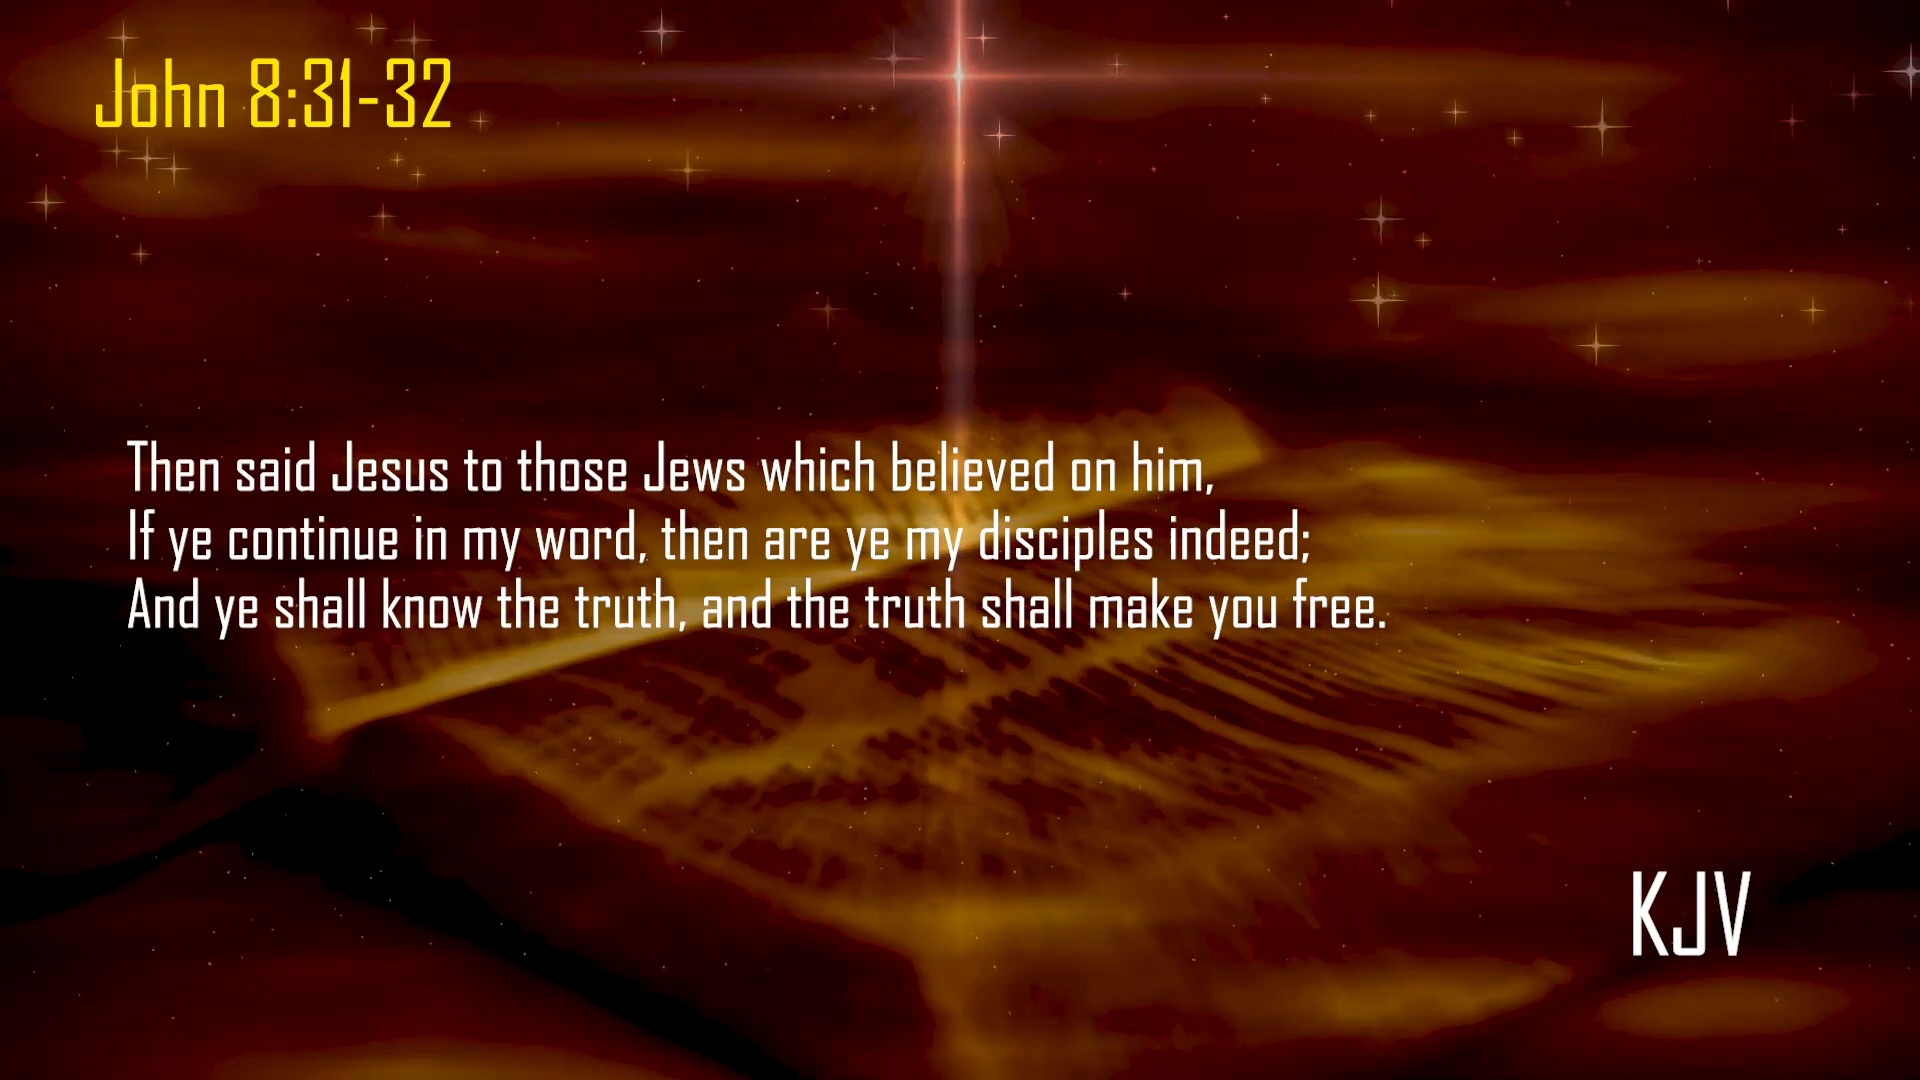 John 8:31-32
Then said Jesus to those Jews which believed on him,
If ye continue in my word, then are ye my disciples indeed;
And ye shall know the truth, and the truth shall make you free.
KJV